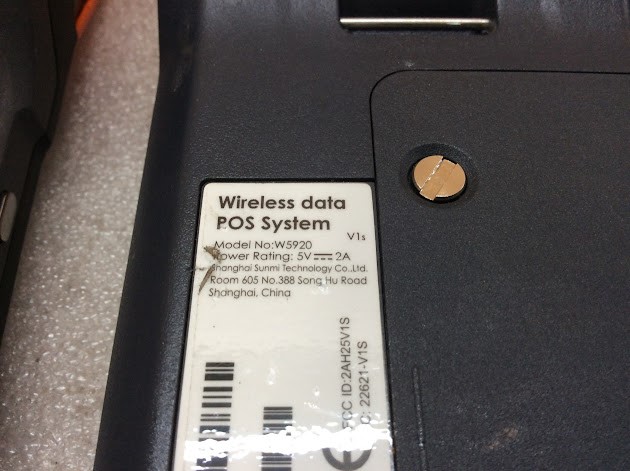 Wireless data
POS System
V1s
Model No:W5920
Power Rating: 5V⎓2A
Shanghai Sunmi Technology Co.,Ltd.
Room 605 No.388 Song Hu Road
Shanghai, China
FCC ID:2AH25V1S
IC: 22621-V1S
CE